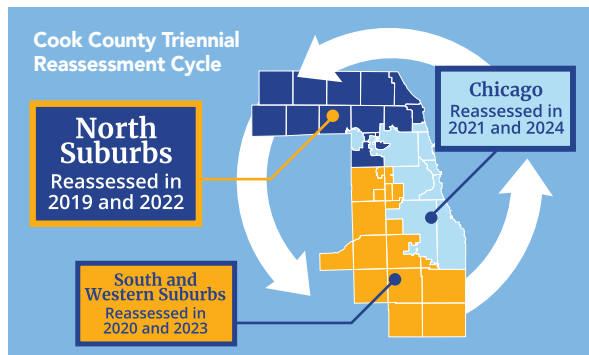 Cook County Triennial
Reassessment Cycle
North
Suburbs
Reassessed in
2019 and 2022
Chicago
Reassessed in
2021 and 2024
South and
Western Suburbs
Reassessed in
2020 and 2023